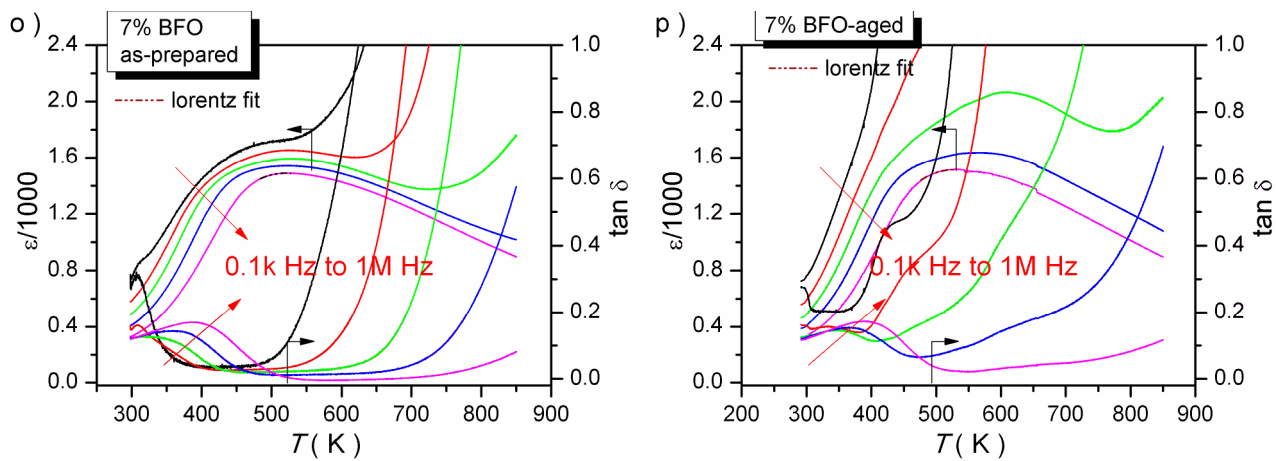 o )
7% BFO
as-prepared
lorentz fit
2.4
2.0
1.6
1.2
0.8
0.4
0.0
ε/1000
1.0
0.8
0.6
0.4
0.2
0.0
tan δ
0.1k Hz to 1M Hz
300 400 500 600 700 800 900
T ( K )
p )
7% BFO-aged
lorentz fit
2.4
2.0
1.6
1.2
0.8
0.4
0.0
ε/1000
1.0
0.8
0.6
0.4
0.2
0.0
tan δ
0.1k Hz to 1M Hz
200 300 400 500 600 700 800 900
T ( K )